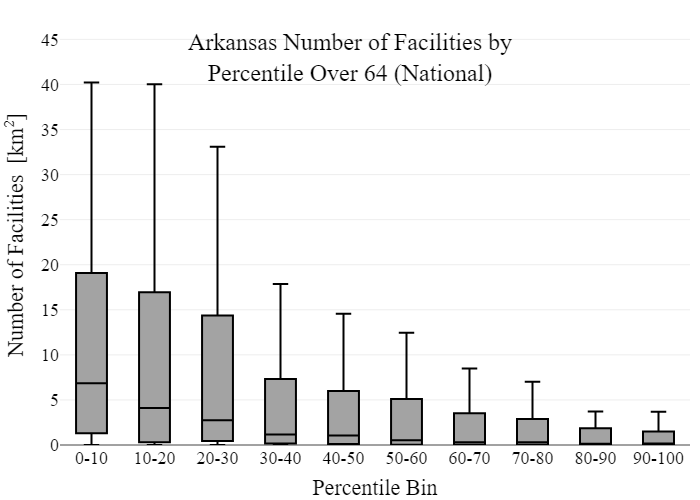 Arkansas Number of Facilities by
Percentile Over 64 (National)
Number of Facilities [km²]
45
40
35
30
25
20
15
10
5
0
0-10 10-20 20-30 30-40 40-50 50-60 60-70 70-80 80-90 90-100
Percentile Bin